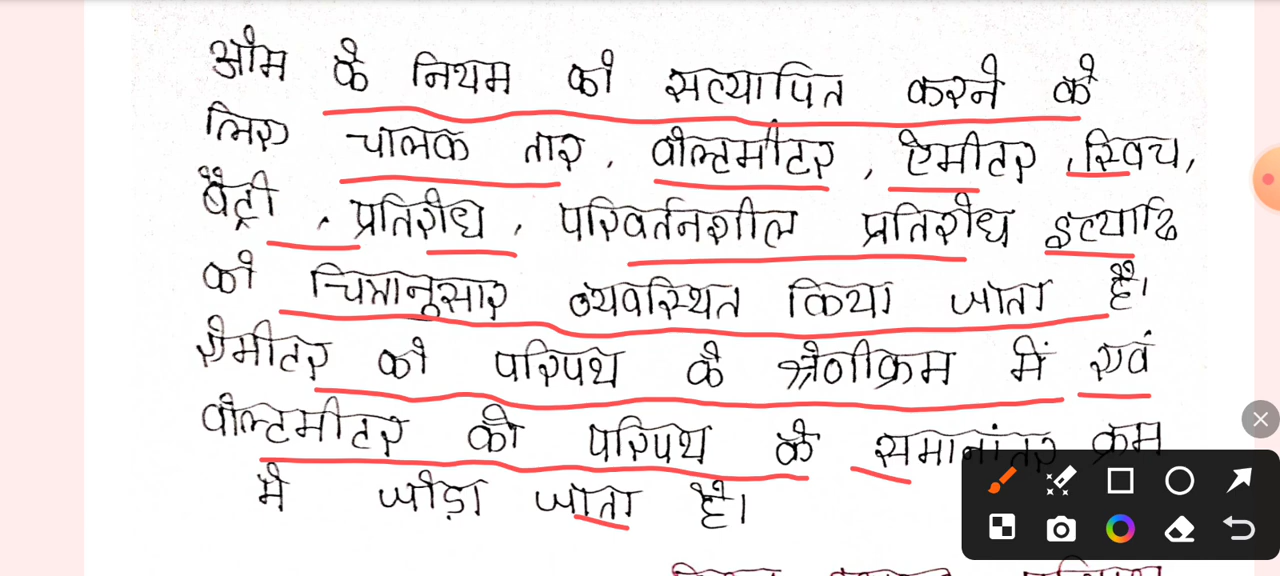 ओम के नियम को सत्यापित करने के
लिए चालक तार, वोल्टमीटर, ऐमीटर, स्विच,
बैट्री, प्रतिरोध, परिवर्तनशील प्रतिरोध इत्यादि
को चित्रानुसार व्यवस्थित किया जाता है।
ऐमीटर को परिपथ के श्रेणीक्रम में एवं
वोल्टमीटर को परिपथ के समानांतर क्रम
में जोड़ा जाता है।